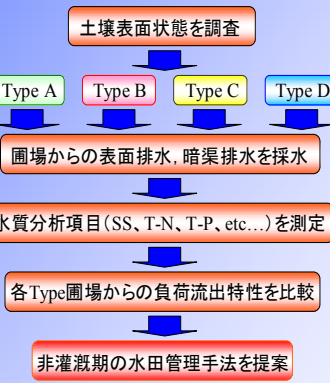 土壌表面状態を調査
Type A Type B Type C Type D
圃場からの表面排水，暗渠排水を採水
水質分析項目（SS、T-N、T-P、etc…）を測定
各Type圃場からの負荷流出特性を比較
非灌漑期の水田管理手法を提案